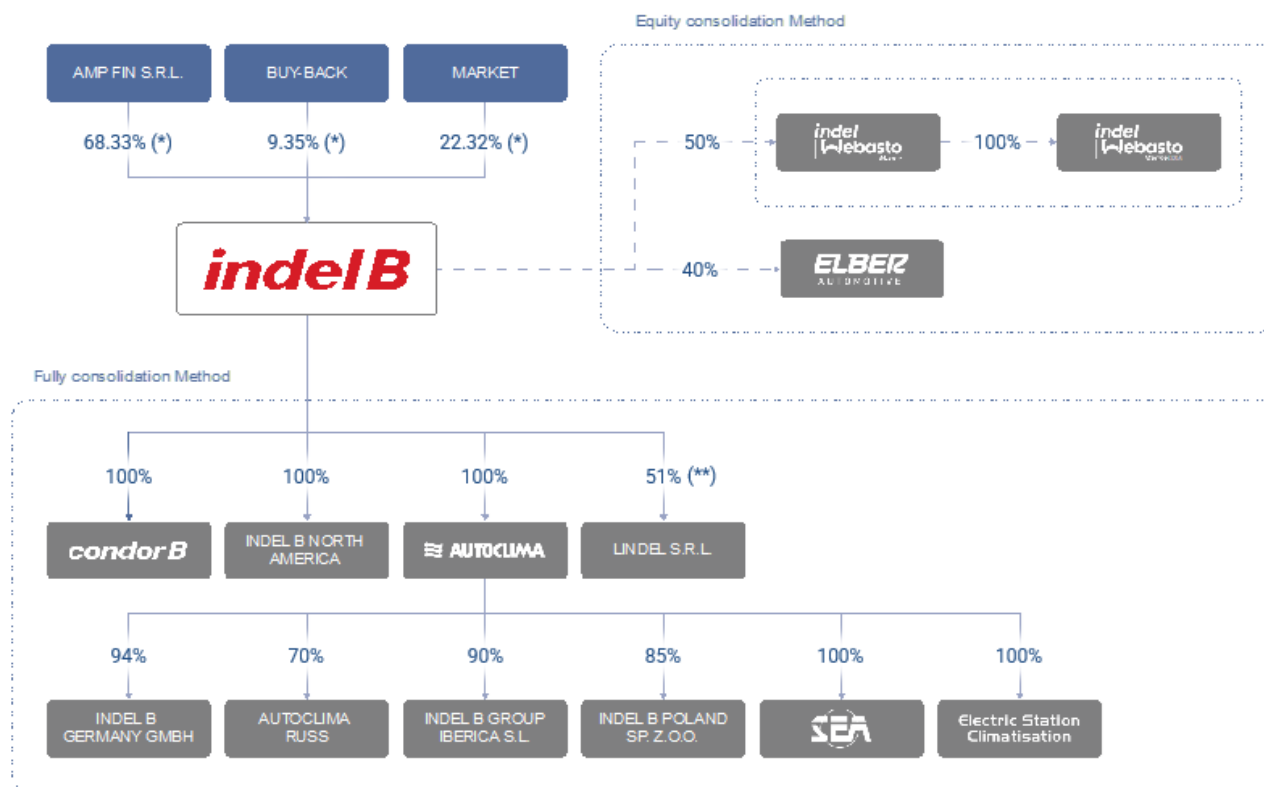 Equity consolidation Method
AMP FIN S.R.L.
BUY-BACK
MARKET
68.33% (*)
9.35% (*)
22.32% (*)
50%
indel
Webasto
100%
indel
Webasto
indel B
40%
ELBER
AUTOMOTIVE
Fully consolidation Method
100%
100%
100%
51% (**)
condor B
INDEL B NORTH
AMERICA
AUTOCLIMA
LINDEL S.R.L.
94%
70%
90%
85%
100%
100%
INDEL B
GERMANY GMBH
AUTOCLIMA
RUSS
INDEL B GROUP
IBERICA S.L.
INDEL B POLAND
SP. Z.O.O.
SEA
Electric Station
Climatisation